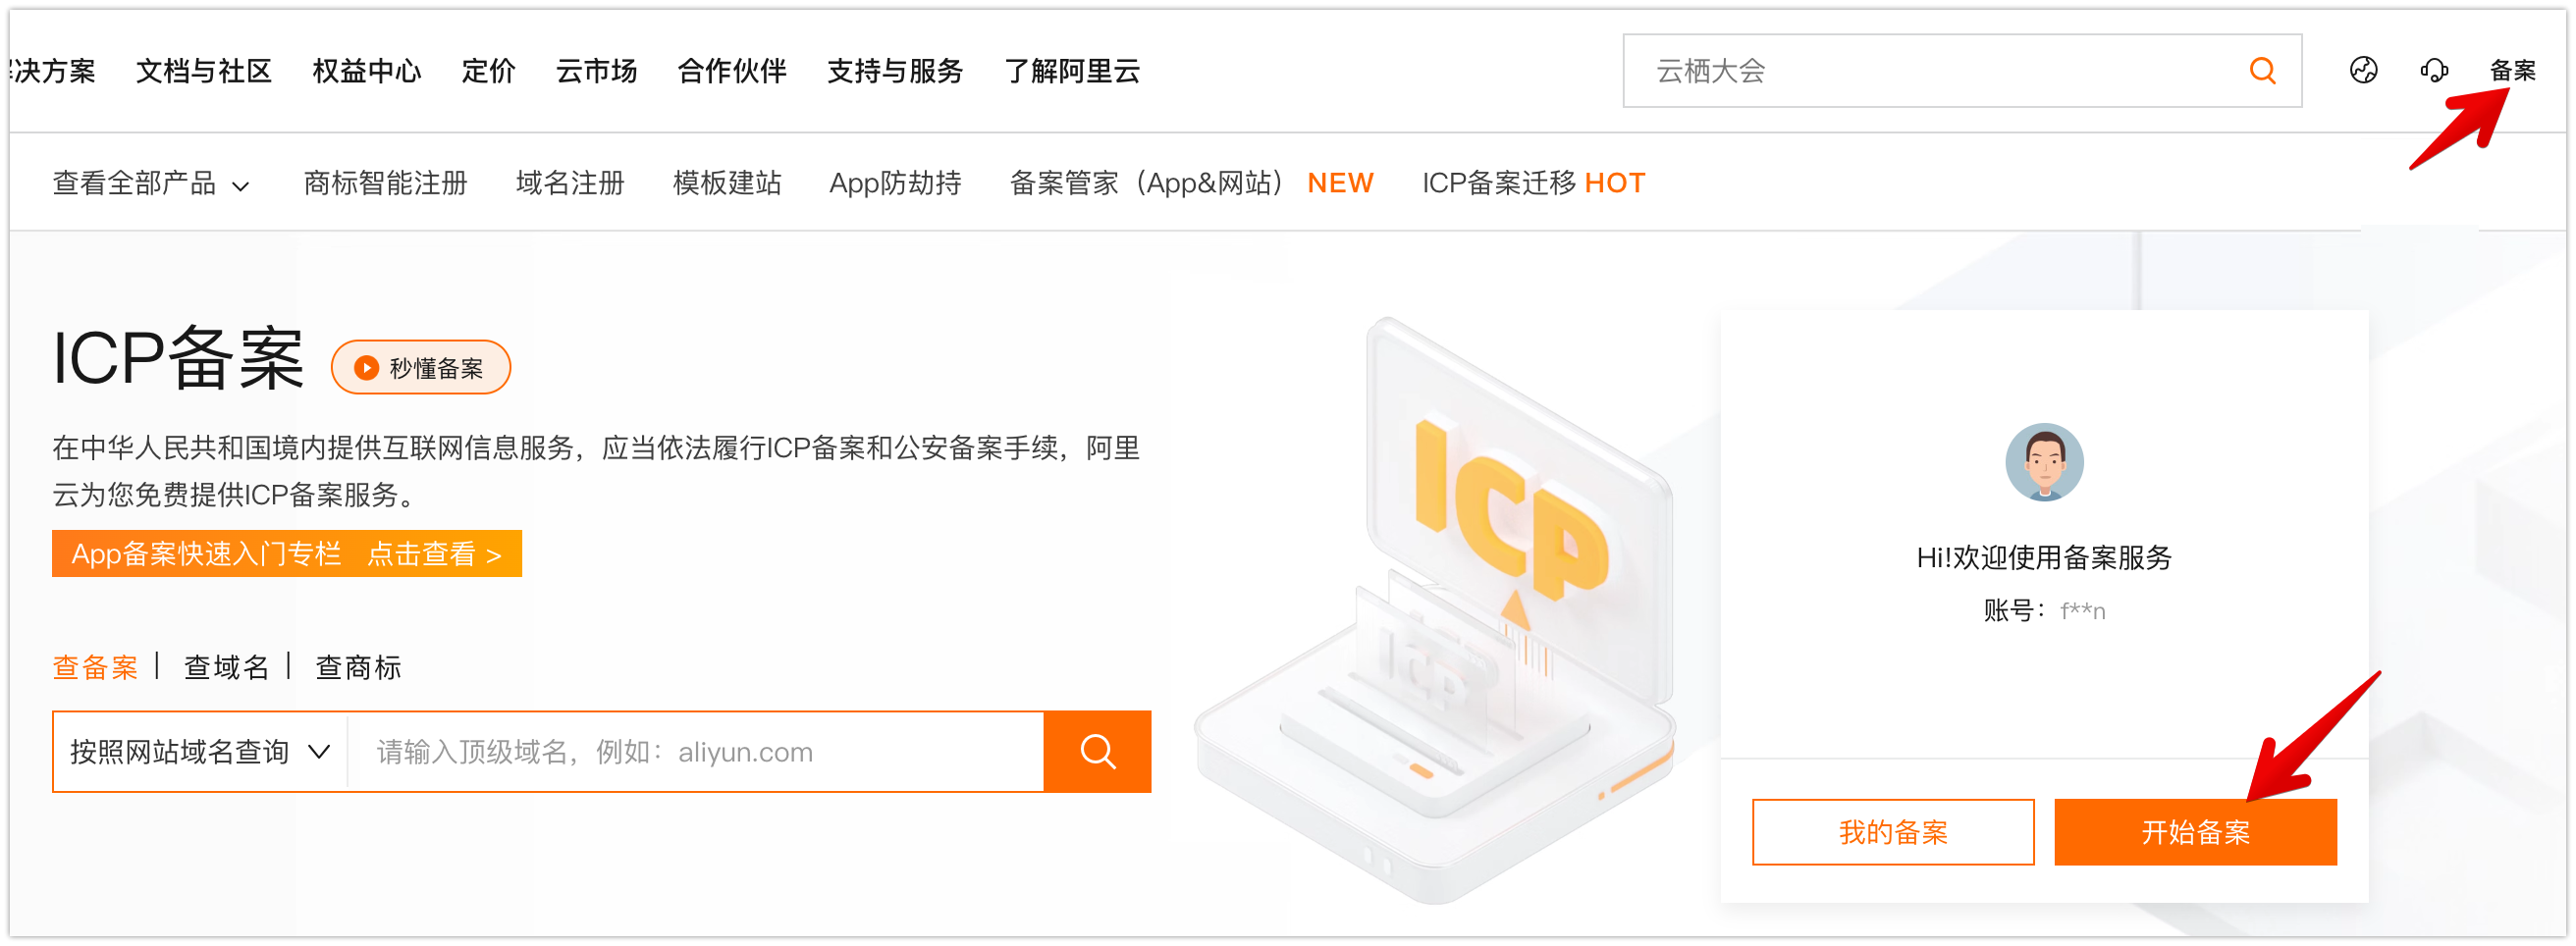 决方案 文档与社区 权益中心 定价 云市场 合作伙伴 支持与服务 了解阿里云 云栖大会 备案
查看全部产品 商标智能注册 域名注册 模板建站 App防劫持 备案管家（App&网站） NEW ICP备案迁移 HOT
ICP备案 秒懂备案
在中华人民共和国境内提供互联网信息服务，应当依法履行ICP备案和公安备案手续，阿里
云为您免费提供ICP备案服务。
App备案快速入门专栏 点击查看 >
查备案 | 查域名 | 查商标
按照网站域名查询 请输入顶级域名，例如：aliyun.com
ICP
ICP
Hi!欢迎使用备案服务
账号：f**n
我的备案 开始备案